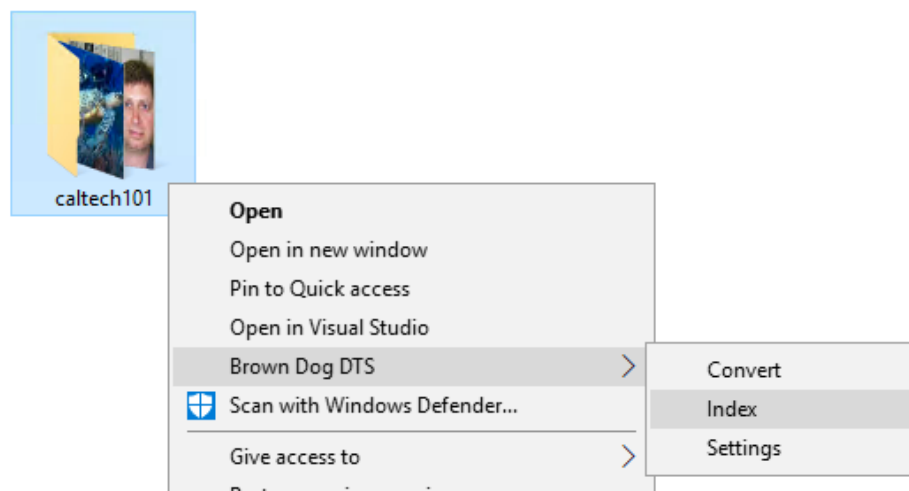 caltech101
Open
Open in new window
Pin to Quick access
Open in Visual Studio
Brown Dog DTS
Convert
Scan with Windows Defender...
Index
Settings
Give access to